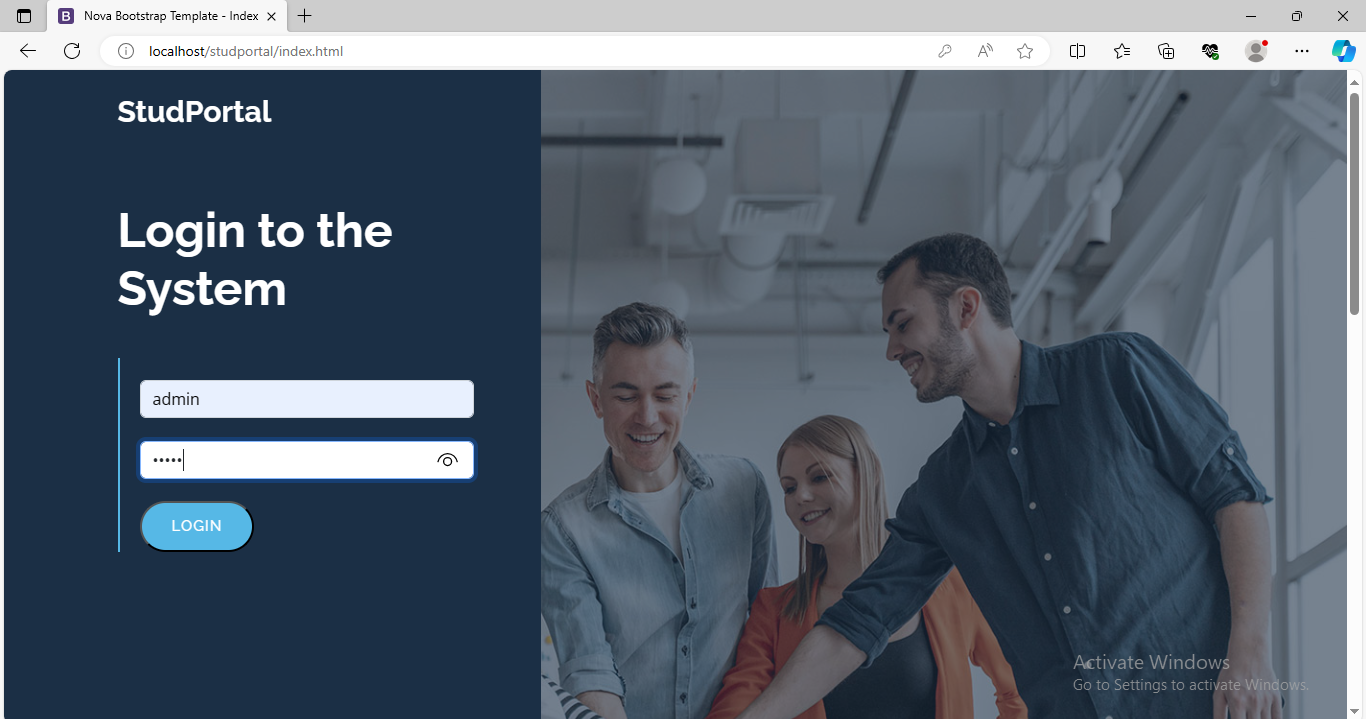 Nova Bootstrap Template - Index
localhost/studportal/index.html
StudPortal
Login to the
System
admin
•••••
LOGIN
Activate Windows
Go to Settings to activate Windows.